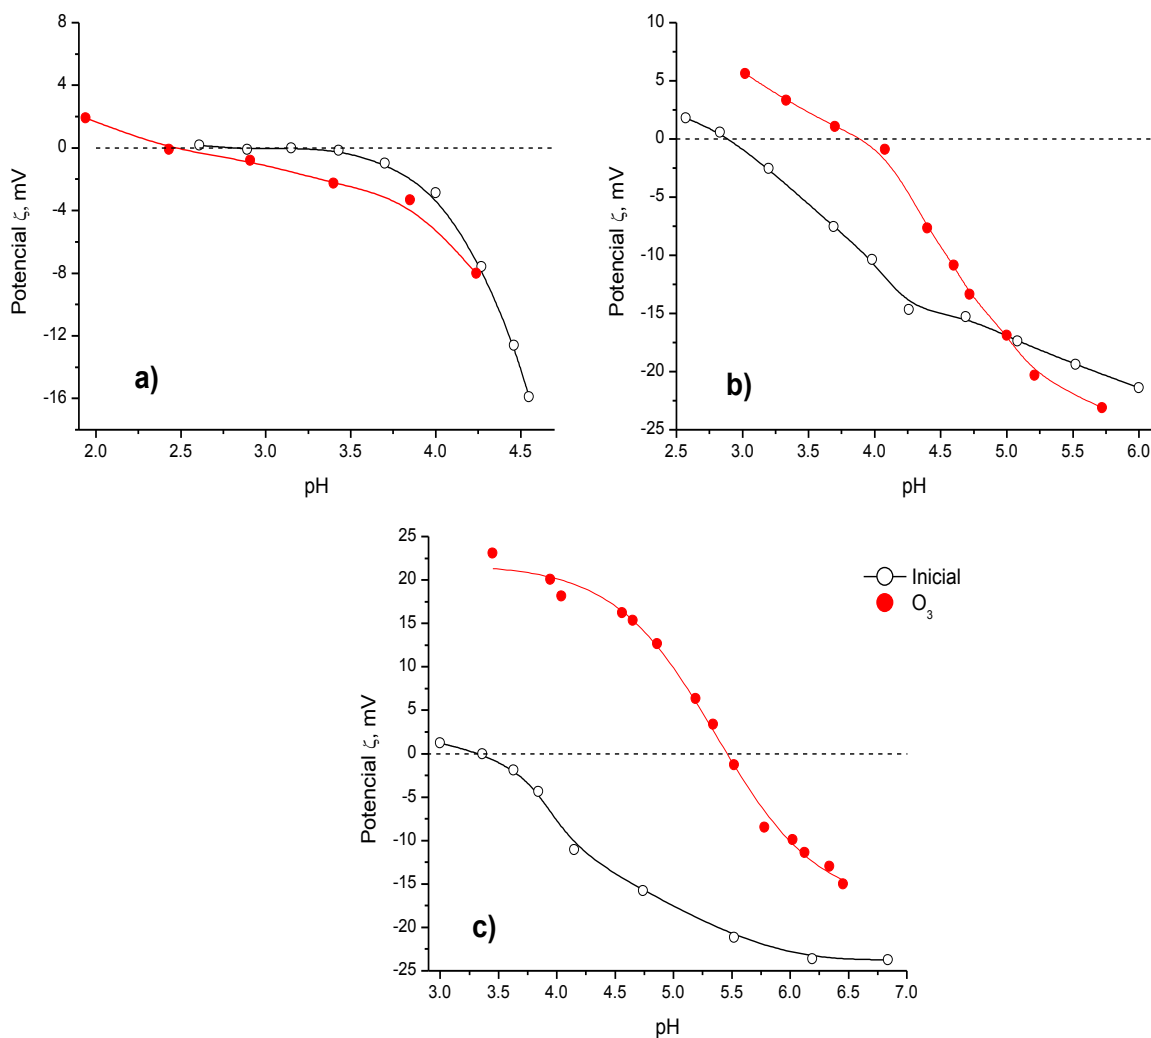 8
4
0
-4
-8
-12
-16
Potencial ζ, mV
a)
2.0 2.5 3.0 3.5 4.0 4.5
pH
10
5
0
-5
-10
-15
-20
-25
Potencial ζ, mV
b)
2.5 3.0 3.5 4.0 4.5 5.0 5.5 6.0
pH
25
20
15
10
5
0
-5
-10
-15
-20
-25
Potencial ζ, mV
c)
3.0 3.5 4.0 4.5 5.0 5.5 6.0 6.5 7.0
pH
Inicial
O3